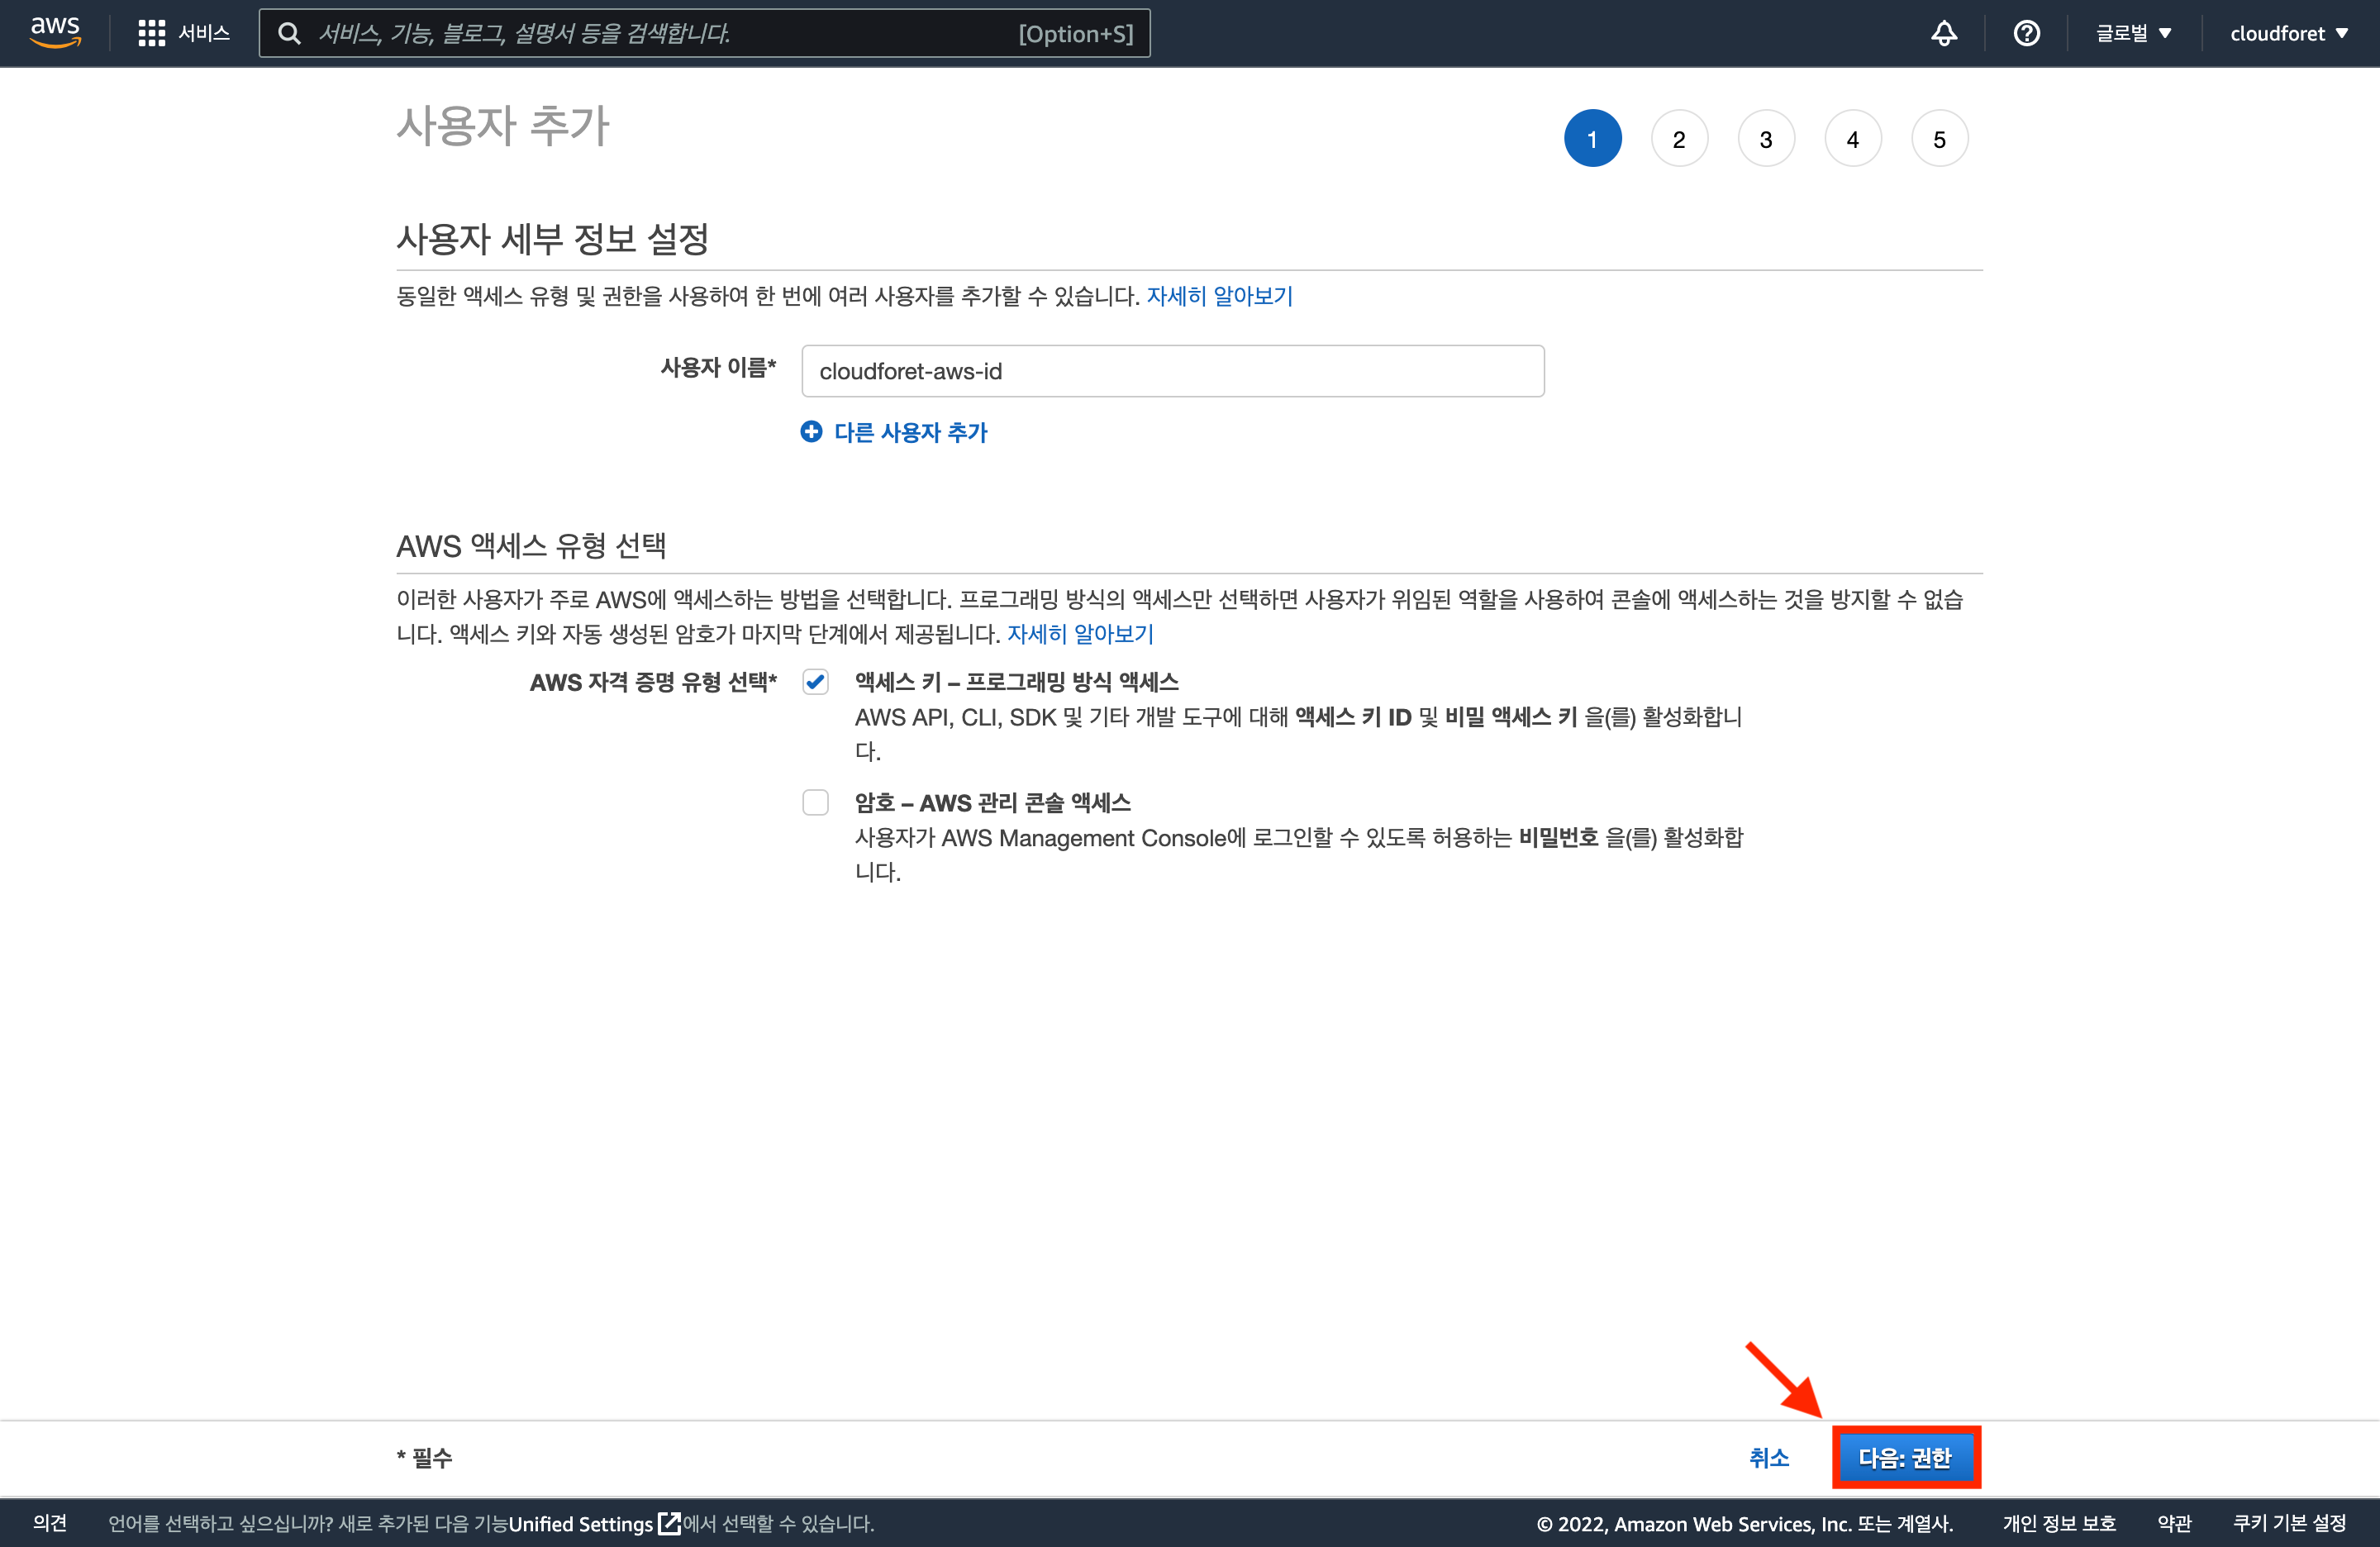 aws
서비스
서비스, 기능, 블로그, 설명서 등을 검색합니다.
[Option+S]
글로벌
cloudforet
사용자 추가
1
2
3
4
5
사용자 세부 정보 설정
동일한 액세스 유형 및 권한을 사용하여 한 번에 여러 사용자를 추가할 수 있습니다. 자세히 알아보기
사용자 이름* cloudforet-aws-id
다른 사용자 추가
AWS 액세스 유형 선택
이러한 사용자가 주로 AWS에 액세스하는 방법을 선택합니다. 프로그래밍 방식의 액세스만 선택하면 사용자가 위임된 역할을 사용하여 콘솔에 액세스하는 것을 방지할 수 없습
니다. 액세스 키와 자동 생성된 암호가 마지막 단계에서 제공됩니다. 자세히 알아보기
AWS 자격 증명 유형 선택* 액세스 키 – 프로그래밍 방식 액세스
AWS API, CLI, SDK 및 기타 개발 도구에 대해 액세스 키 ID 및 비밀 액세스 키 을(를) 활성화합니
다.
암호 – AWS 관리 콘솔 액세스
사용자가 AWS Management Console에 로그인할 수 있도록 허용하는 비밀번호 을(를) 활성화합
니다.
* 필수
취소
다음: 권한
의견
언어를 선택하고 싶으십니까? 새로 추가된 다음 기능Unified Settings에서 선택할 수 있습니다.
© 2022, Amazon Web Services, Inc. 또는 계열사.
개인 정보 보호
약관
쿠키 기본 설정